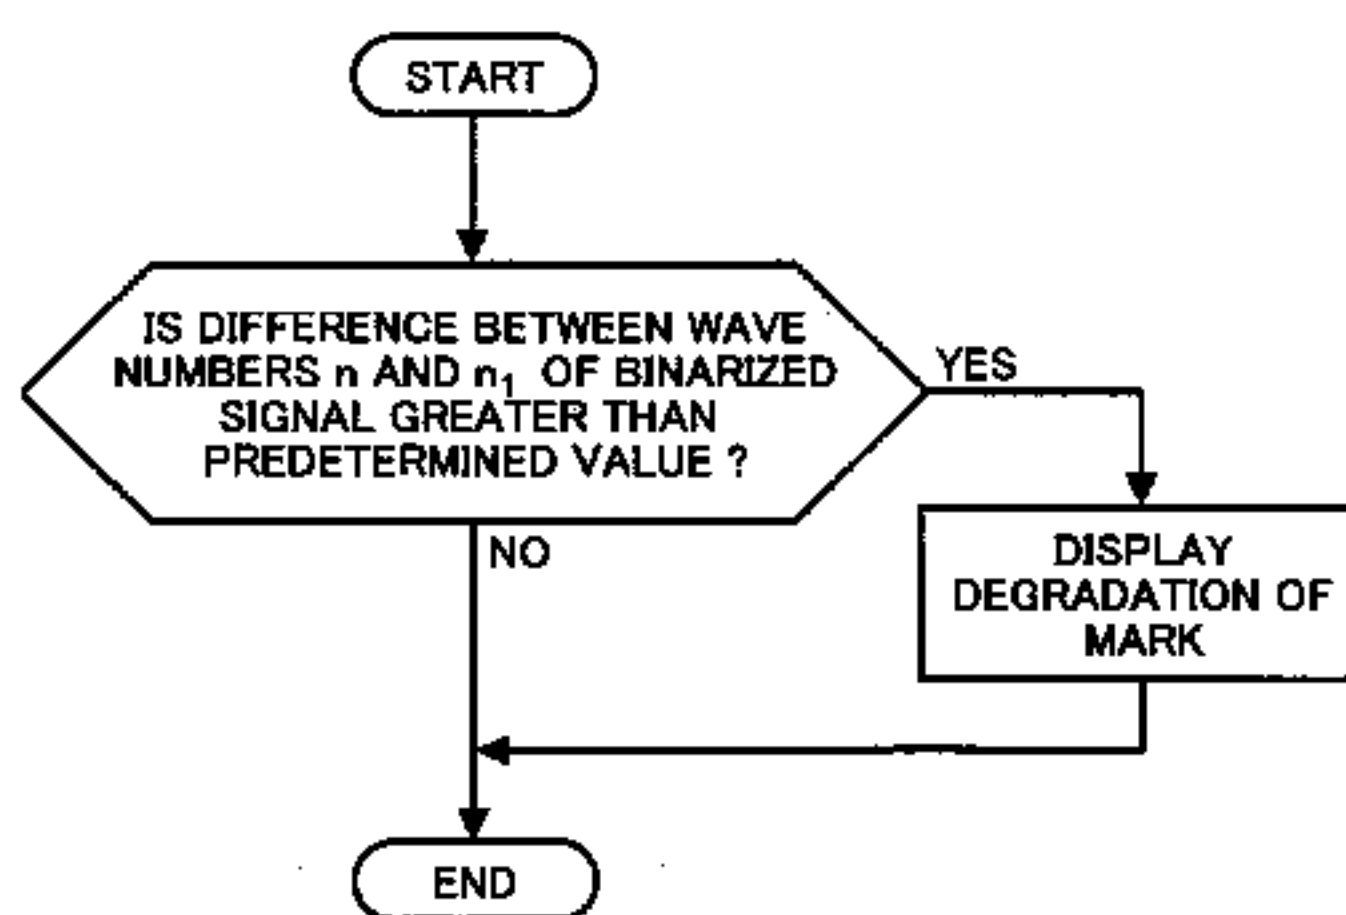 START
IS DIFFERENCE BETWEEN WAVE
NUMBERS n AND n₁ OF BINARIZED
SIGNAL GREATER THAN
PREDETERMINED VALUE ?
YES
NO
DISPLAY
DEGRADATION OF
MARK
END